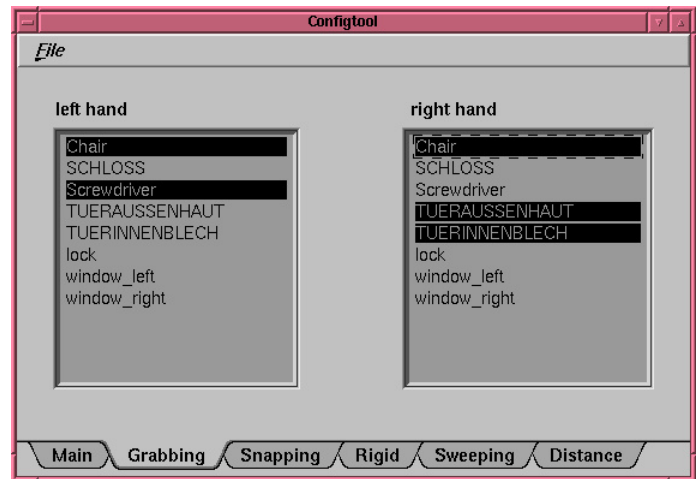 Configtool
File
left hand
Chair
SCHLOSS
Screwdriver
TUERAUSSENHAUT
TUERINNENBLECH
lock
window_left
window_right
right hand
Chair
SCHLOSS
Screwdriver
TUERAUSSENHAUT
TUERINNENBLECH
lock
window_left
window_right
Main Grabbing Snapping Rigid Sweeping Distance